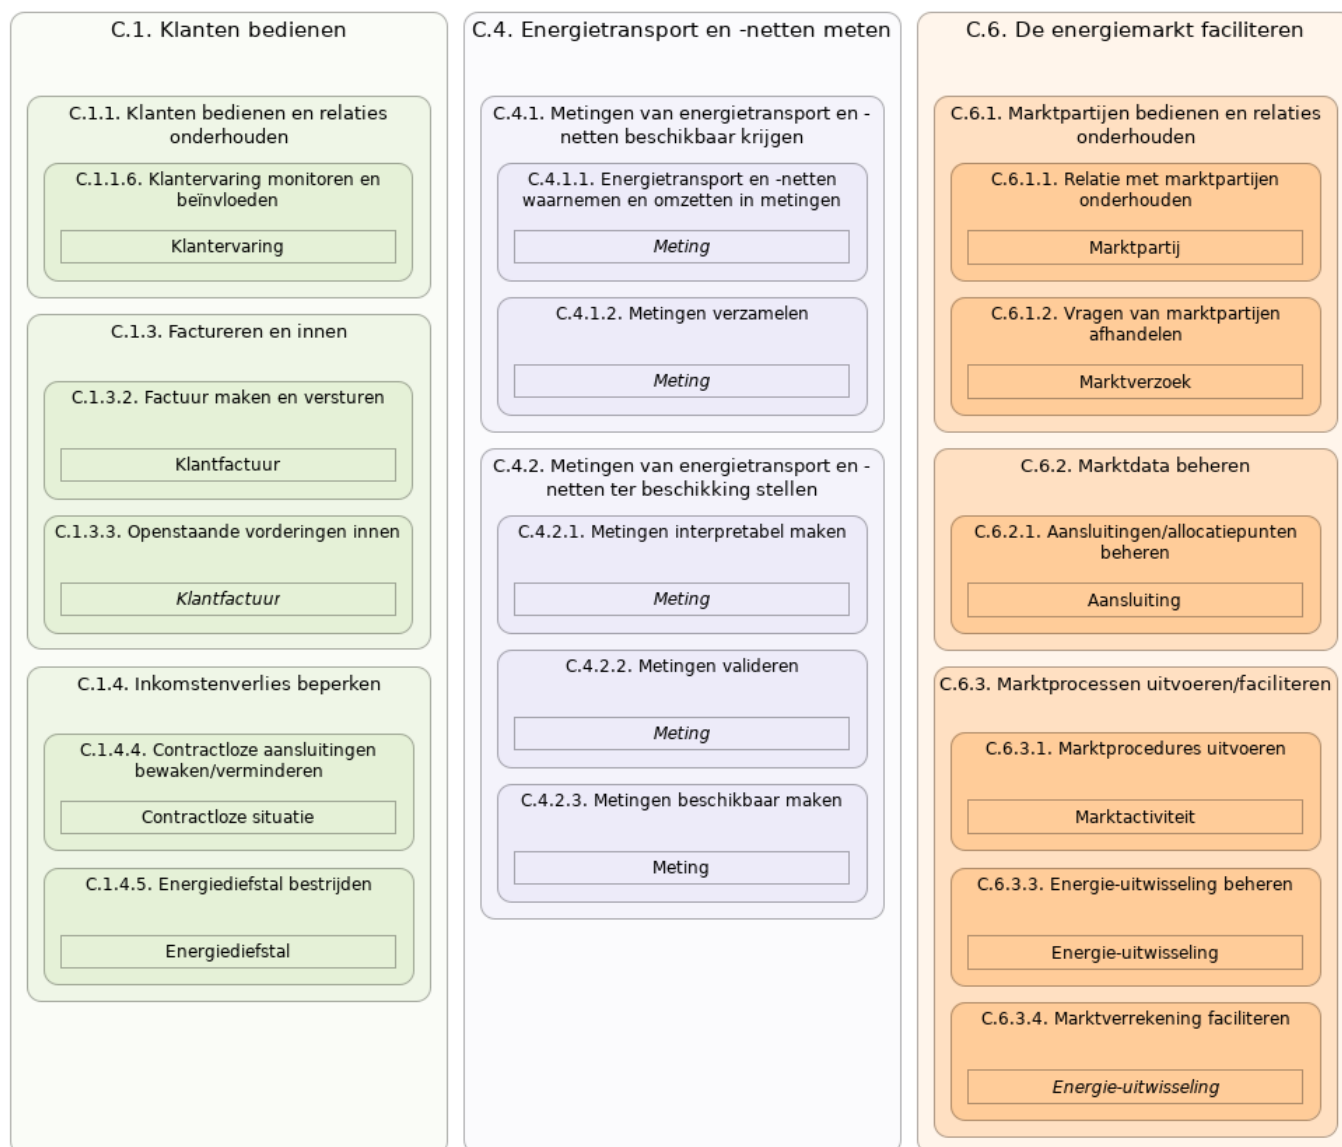 C.1. Klanten bedienen
C.1.1. Klanten bedienen en relaties
onderhouden
C.1.1.6. Klantervaring monitoren en
beïnvloeden
Klantervaring
C.1.3. Factureren en innen
C.1.3.2. Factuur maken en versturen
Klantfactuur
C.1.3.3. Openstaande vorderingen innen
Klantfactuur
C.1.4. Inkomstenverlies beperken
C.1.4.4. Contractloze aansluitingen
bewaken/verminderen
Contractloze situatie
C.1.4.5. Energiediefstal bestrijden
Energiediefstal
C.4. Energietransport en -netten meten
C.4.1. Metingen van energietransport en -
netten beschikbaar krijgen
C.4.1.1. Energietransport en -netten
waarnemen en omzetten in metingen
Meting
C.4.1.2. Metingen verzamelen
Meting
C.4.2. Metingen van energietransport en -
netten ter beschikking stellen
C.4.2.1. Metingen interpretabel maken
Meting
C.4.2.2. Metingen valideren
Meting
C.4.2.3. Metingen beschikbaar maken
Meting
C.6. De energiemarkt faciliteren
C.6.1. Marktpartijen bedienen en relaties
onderhouden
C.6.1.1. Relatie met marktpartijen
onderhouden
Marktpartij
C.6.1.2. Vragen van marktpartijen
afhandelen
Marktverzoek
C.6.2. Marktdata beheren
C.6.2.1. Aansluitingen/allocatiepunten
beheren
Aansluiting
C.6.3. Marktprocessen uitvoeren/faciliteren
C.6.3.1. Marktprocedures uitvoeren
Marktactiviteit
C.6.3.3. Energie-uitwisseling beheren
Energie-uitwisseling
C.6.3.4. Marktverrekening faciliteren
Energie-uitwisseling